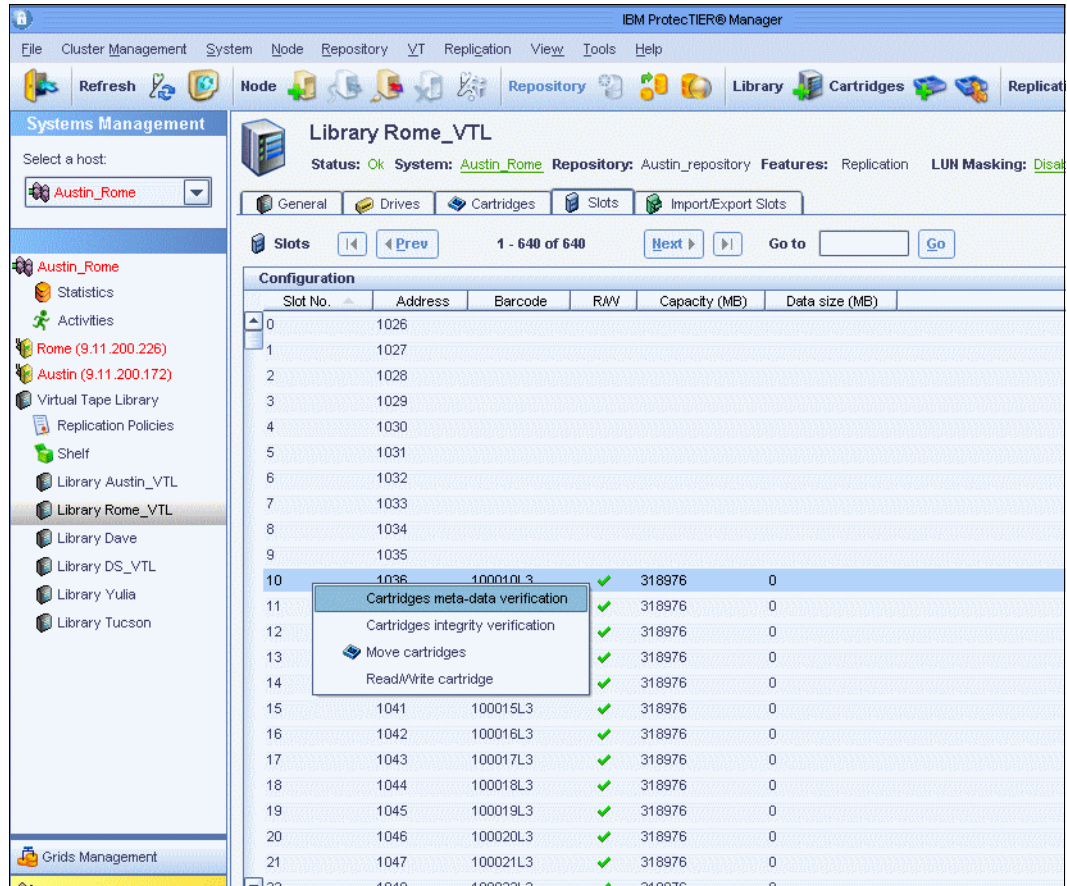 IBM ProtecTIER® Manager
File Cluster Management System Node Repository VT Replication View Tools Help
Refresh Node Repository Library Cartridges Replicati
Systems Management
Select a host:
Austin_Rome
Austin_Rome
Statistics
Activities
Rome (9.11.200.226)
Austin (9.11.200.172)
Virtual Tape Library
Replication Policies
Shelf
Library Austin_VTL
Library Rome_VTL
Library Dave
Library DS_VTL
Library Yulia
Library Tucson
Grids Management
Library Rome_VTL
Status: Ok System: Austin_Rome Repository: Austin_repository Features: Replication LUN Masking: Disab
General Drives Cartridges Slots Import/Export Slots
Slots Prev 1 - 640 of 640 Next Go to Go
Configuration
Slot No. Address Barcode R/W Capacity (MB) Data size (MB)
0 1026
1 1027
2 1028
3 1029
4 1030
5 1031
6 1032
7 1033
8 1034
9 1035
10 1036 100010L3 318976 0
11 318976 0
12 318976 0
13 318976 0
14 318976 0
Cartridges meta-data verification
Cartridges integrity verification
Move cartridges
Read/Write cartridge
15 1041 100015L3 318976 0
16 1042 100016L3 318976 0
17 1043 100017L3 318976 0
18 1044 100018L3 318976 0
19 1045 100019L3 318976 0
20 1046 100020L3 318976 0
21 1047 100021L3 318976 0